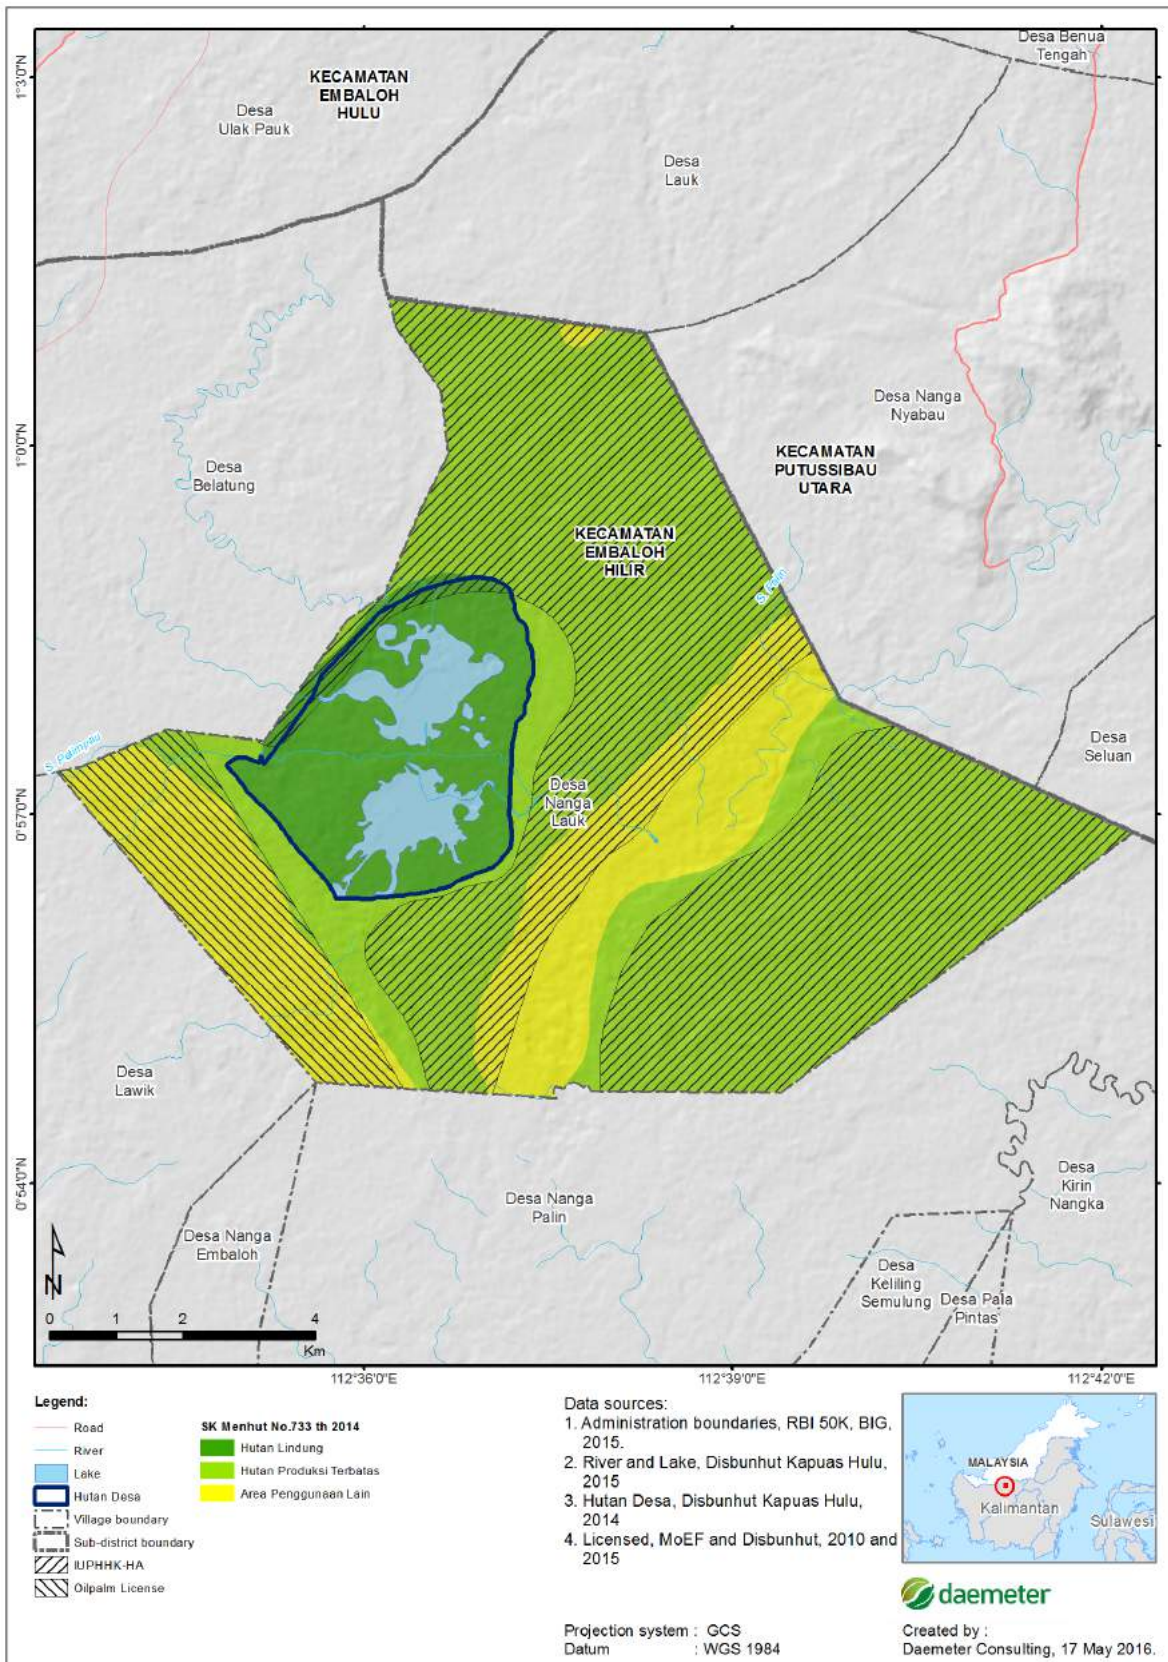 Desa Benua
Tengah
1°3'0"N
KECAMATAN
EMBALOH
HULU
Desa
Ulak Pauk
Desa
Lauk
Desa Nanga
Nyabau
1°0'0"N
Desa
Belatung
KECAMATAN
PUTUSSIBAU
UTARA
KECAMATAN
EMBALOH
HILIR
S. Palin
Desa
Seluan
Desa
Nanga
Lauk
0°57'0"N
Desa
Lawik
Desa
Kirin
Nangka
0°54'0"N
Desa Nanga
Palin
Desa Nanga
Embaloh
Desa
Keliling
Semulung
Desa Pala
Pintas
N
0 1 2 4
Km
112°36'0"E 112°39'0"E 112°42'0"E
Legend:
Road
River
Lake
Hutan Desa
Village boundary
Sub-district boundary
IUPHHK-HA
Oilpalm License
SK Menhut No.733 th 2014
Hutan Lindung
Hutan Produksi Terbatas
Area Penggunaan Lain
Data sources:
1. Administration boundaries, RBI 50K, BIG,
2015.
2. River and Lake, Disbunhut Kapuas Hulu,
2015
3. Hutan Desa, Disbunhut Kapuas Hulu,
2014
4. Licensed, MoEF and Disbunhut, 2010 and
2015
Projection system : GCS
Datum : WGS 1984
MALAYSIA
Kalimantan
Sulawesi
daemeter
Created by :
Daemeter Consulting, 17 May 2016.